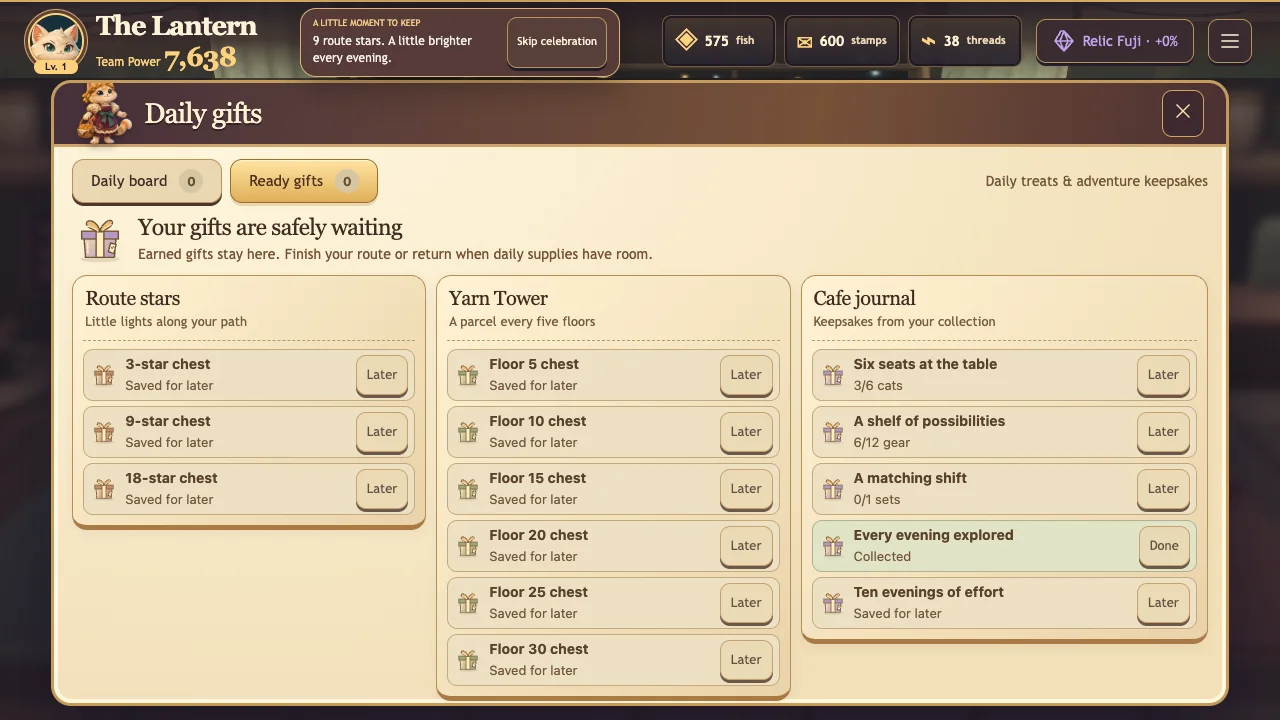 The Lantern
Team Power 7,638
Lv. 1
A LITTLE MOMENT TO KEEP
9 route stars. A little brighter
every evening.
Skip celebration
575 fish
600 stamps
38 threads
Relic Fuji · +0%
Daily gifts
Daily board 0
Ready gifts 0
Daily treats & adventure keepsakes
Your gifts are safely waiting
Earned gifts stay here. Finish your route or return when daily supplies have room.
Route stars
Little lights along your path
3-star chest
Saved for later
Later
9-star chest
Saved for later
Later
18-star chest
Saved for later
Later
Yarn Tower
A parcel every five floors
Floor 5 chest
Saved for later
Later
Floor 10 chest
Saved for later
Later
Floor 15 chest
Saved for later
Later
Floor 20 chest
Saved for later
Later
Floor 25 chest
Saved for later
Later
Floor 30 chest
Saved for later
Later
Cafe journal
Keepsakes from your collection
Six seats at the table
3/6 cats
Later
A shelf of possibilities
6/12 gear
Later
A matching shift
0/1 sets
Later
Every evening explored
Collected
Done
Ten evenings of effort
Saved for later
Later